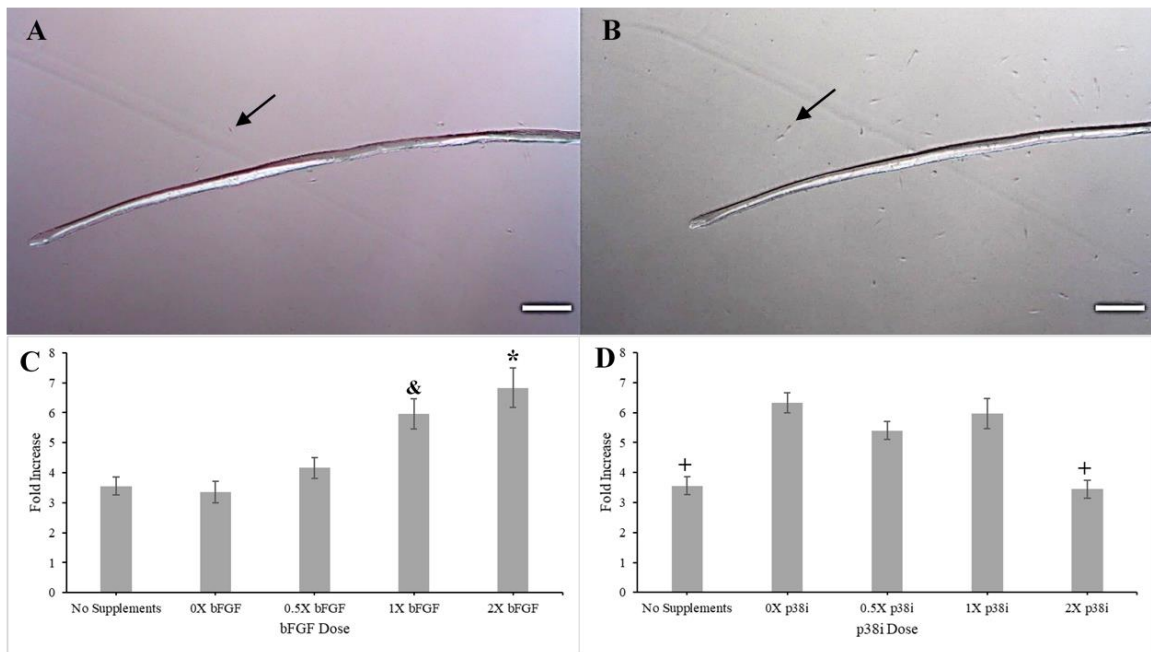 A
B
C
8
7
6
5
4
3
2
1
0
Fold Increase
&
*
No Supplements 0X bFGF 0.5X bFGF 1X bFGF 2X bFGF
bFGF Dose
D
8
7
6
5
4
3
2
1
0
Fold Increase
+
+
No Supplements 0X p38i 0.5X p38i 1X p38i 2X p38i
p38i Dose